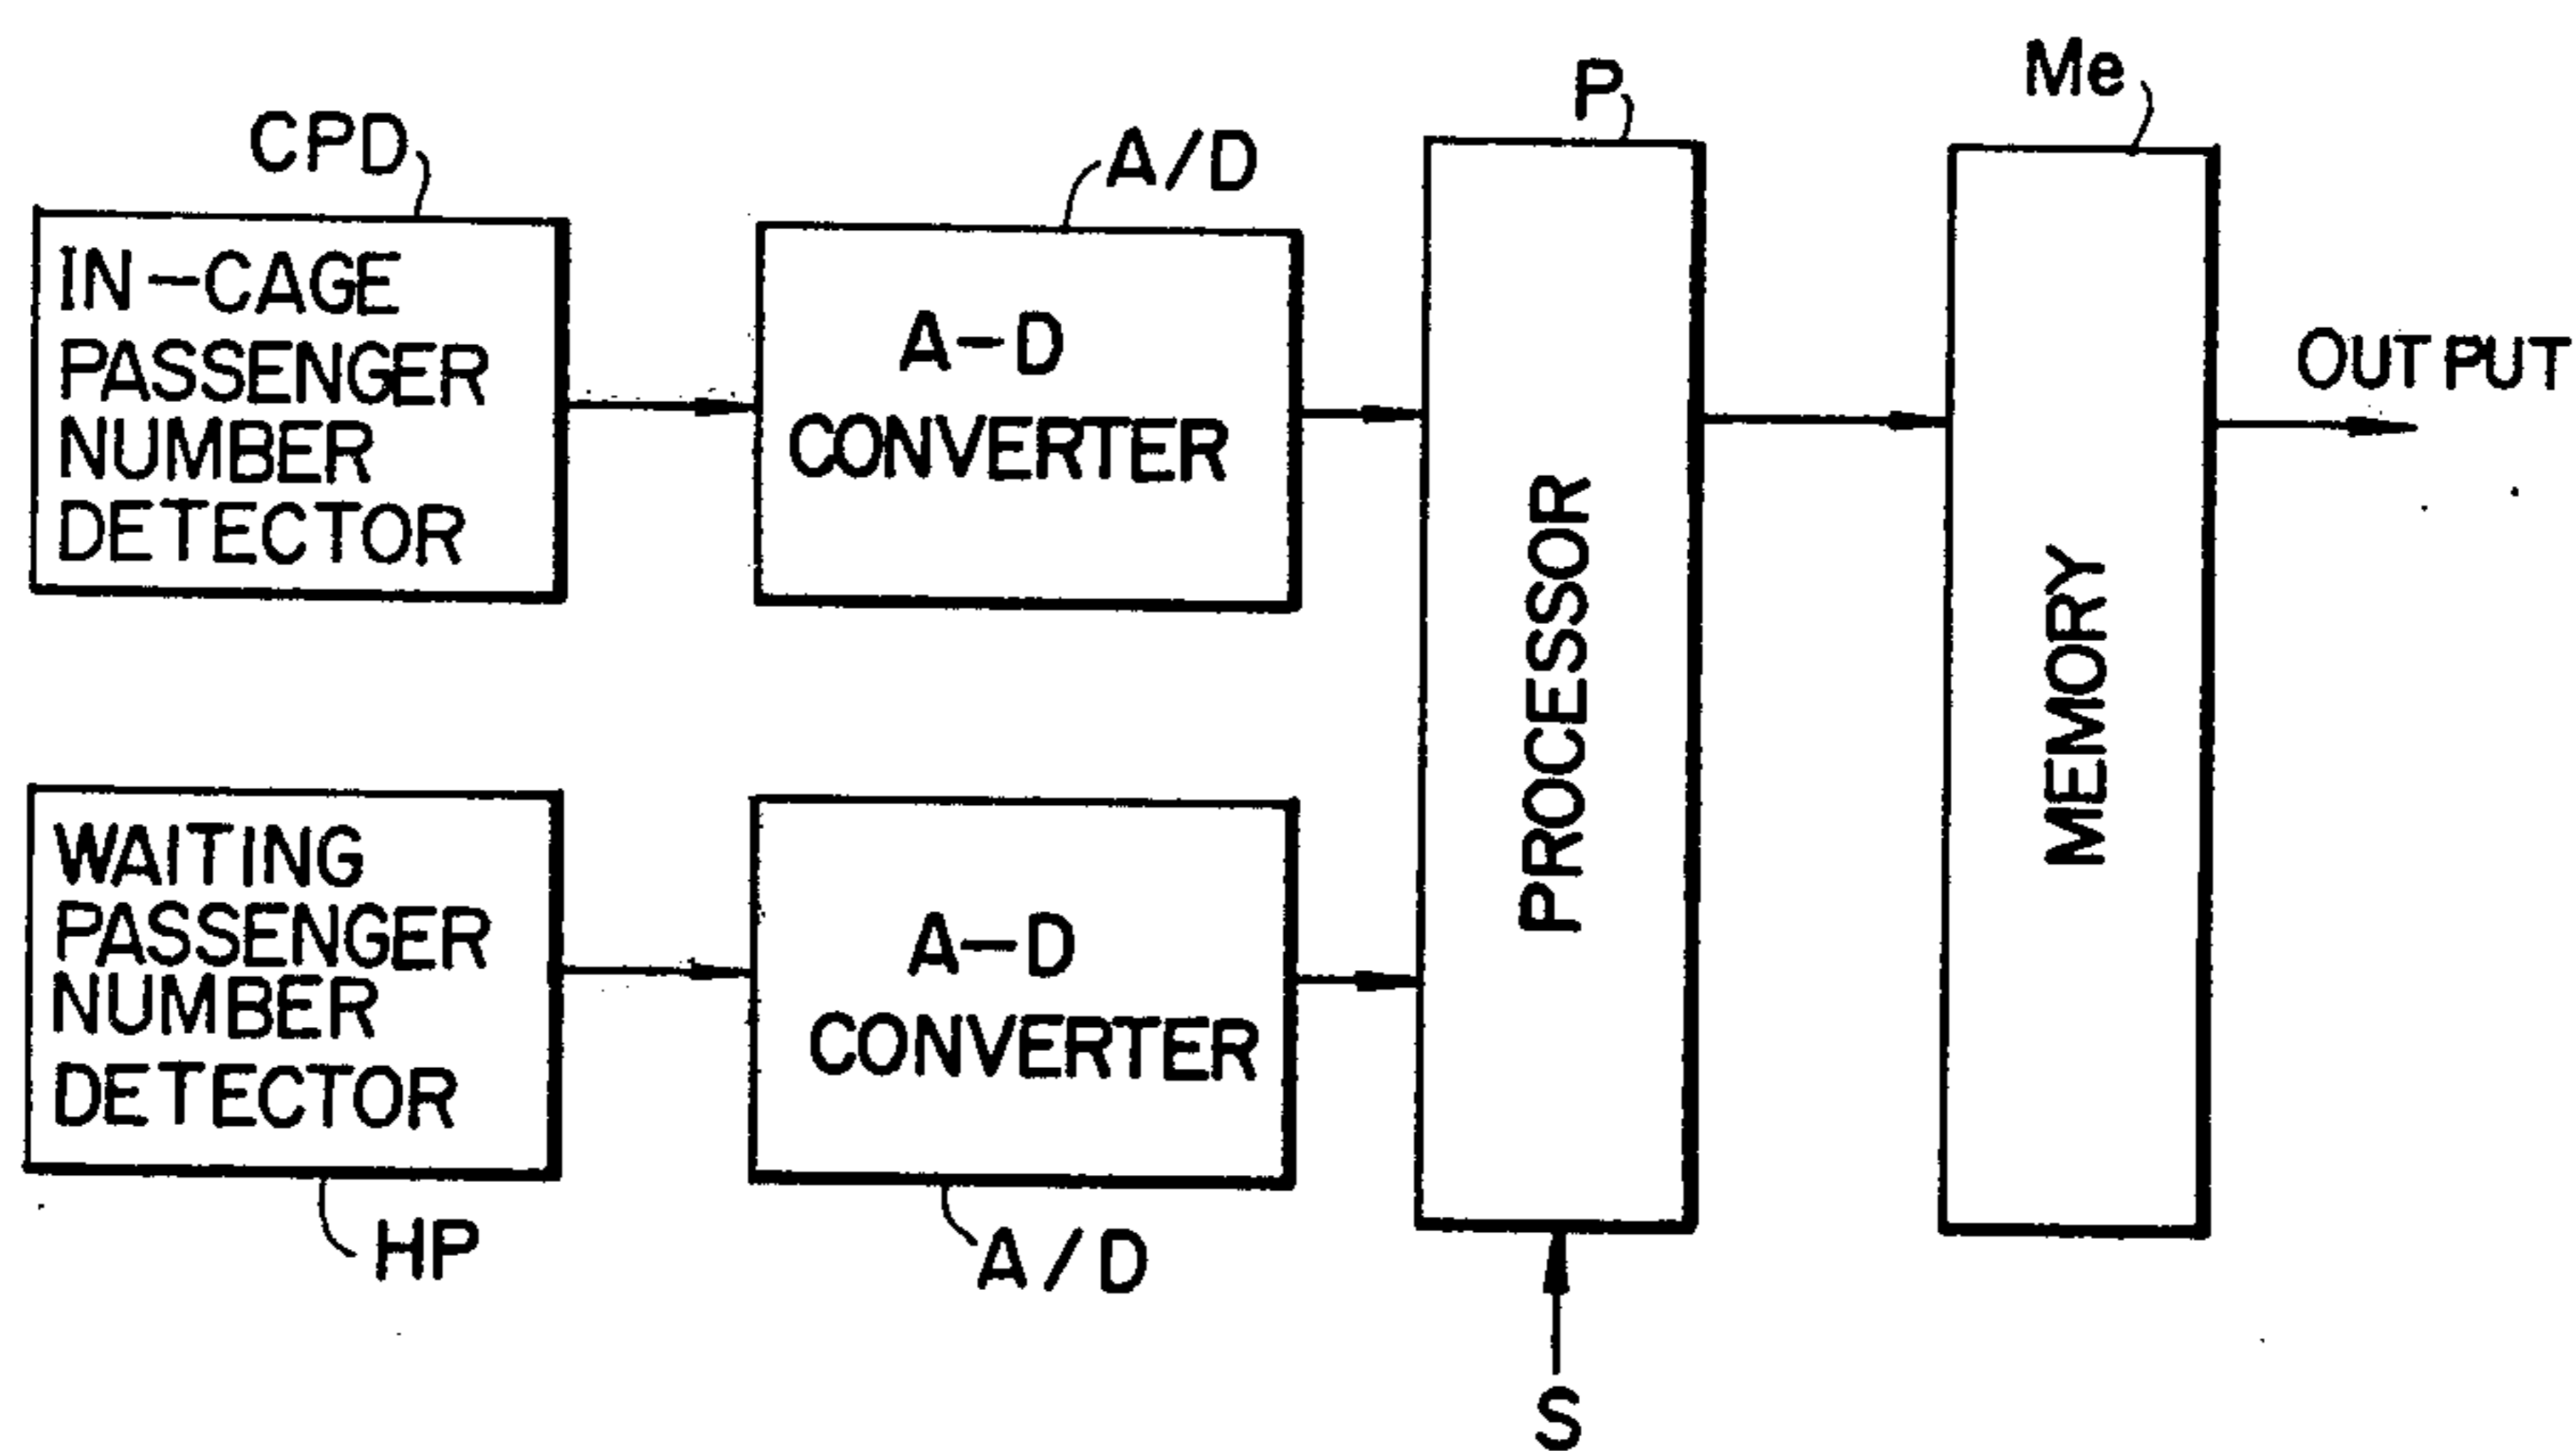 CPD
IN-CAGE
PASSENGER
NUMBER
DETECTOR
A/D
A-D
CONVERTER
P
PROCESSOR
Me
MEMORY
OUTPUT
WAITING
PASSENGER
NUMBER
DETECTOR
HP
A-D
CONVERTER
A/D
S